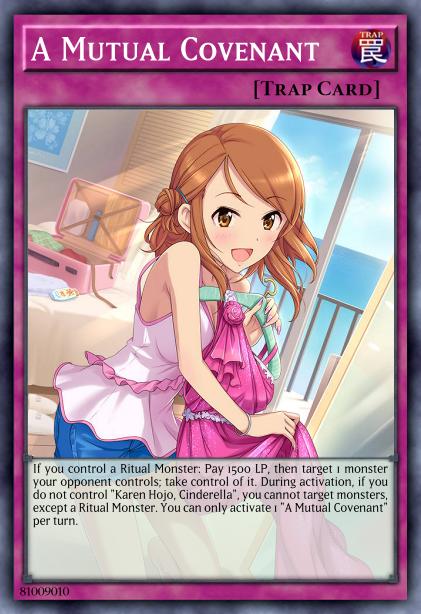 A Mutual Covenant
TRAP
罠
[Trap Card]
If you control a Ritual Monster: Pay 1500 LP, then target 1 monster
your opponent controls; take control of it. During activation, if you
do not control "Karen Hojo, Cinderella", you cannot target monsters,
except a Ritual Monster. You can only activate 1 "A Mutual Covenant"
per turn.
81009010